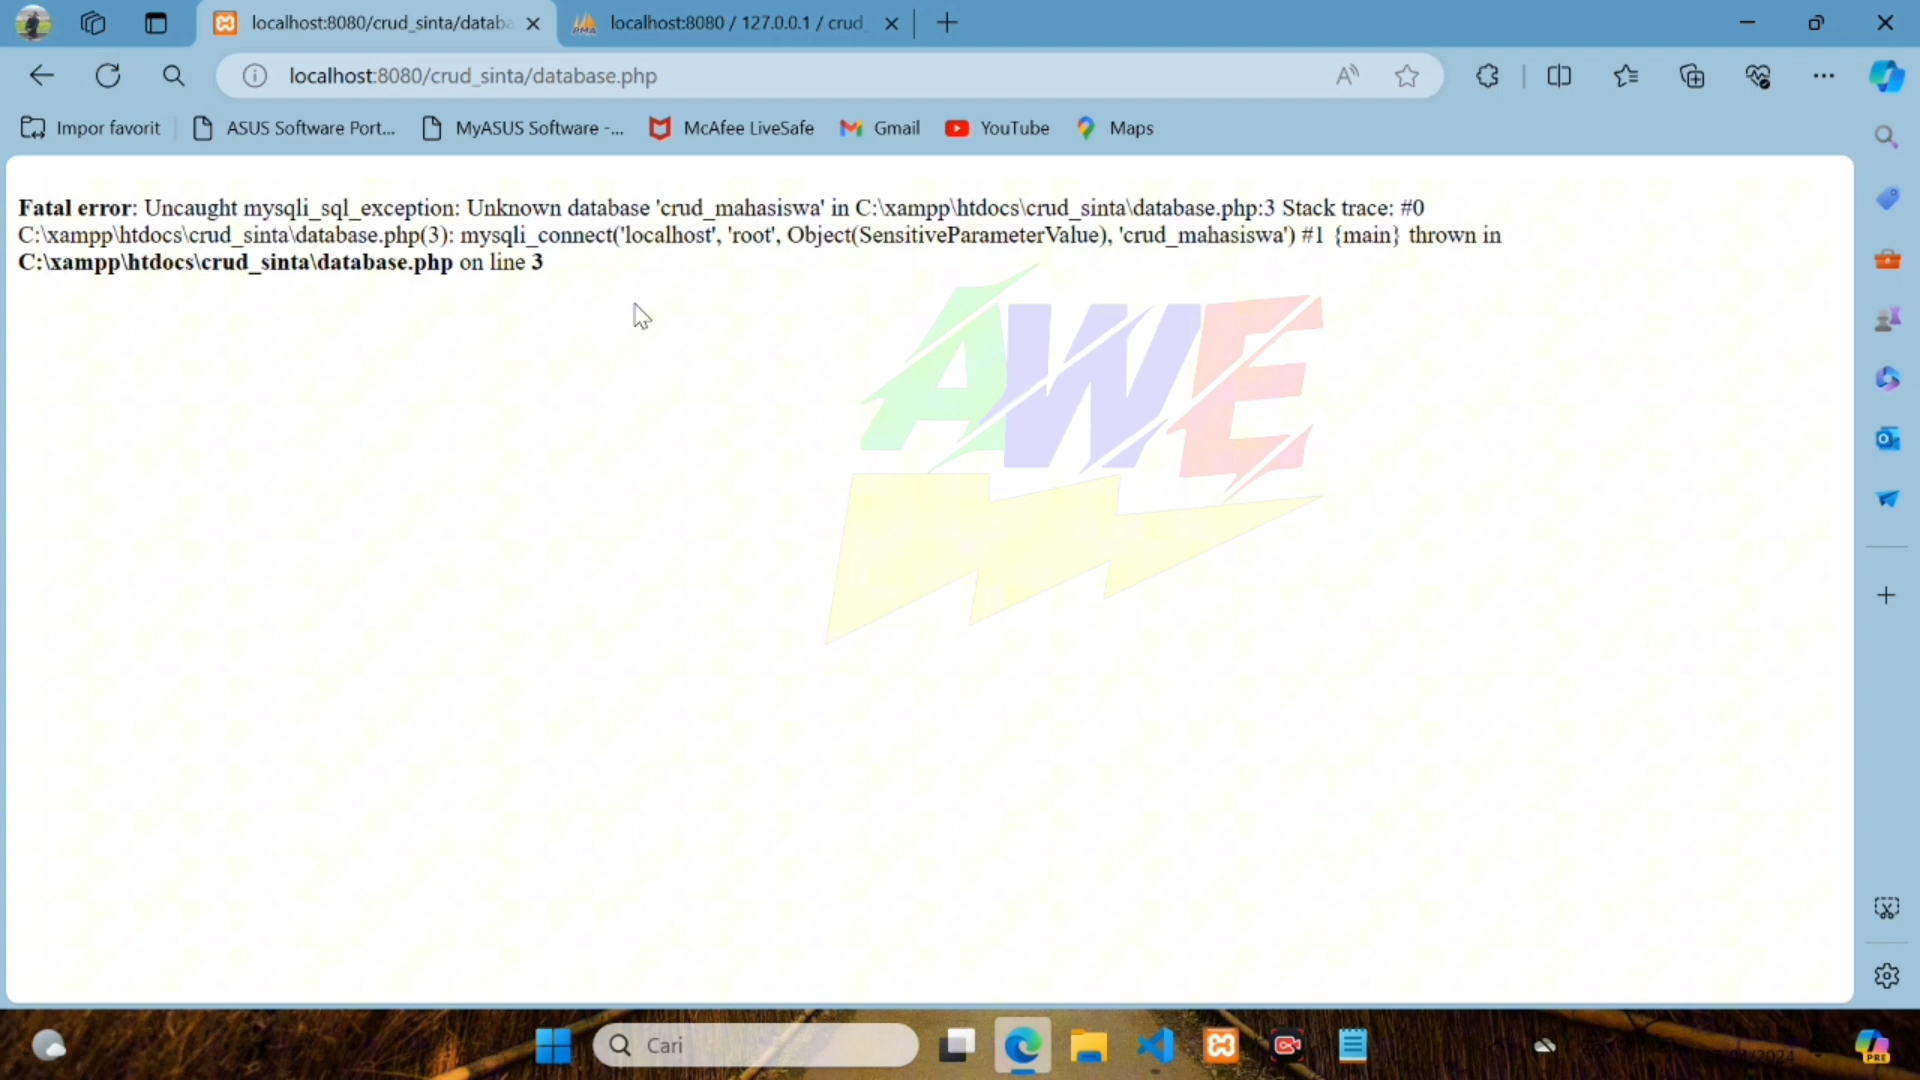 localhost:8080/crud_sinta/databa
localhost:8080 / 127.0.0.1 / crud_
localhost:8080/crud_sinta/database.php
Impor favorit
ASUS Software Port...
MyASUS Software -...
McAfee LiveSafe
Gmail
YouTube
Maps
Fatal error: Uncaught mysqli_sql_exception: Unknown database 'crud_mahasiswa' in C:\xampp\htdocs\crud_sinta\database.php:3 Stack trace: #0
C:\xampp\htdocs\crud_sinta\database.php(3): mysqli_connect('localhost', 'root', Object(SensitiveParameterValue), 'crud_mahasiswa') #1 {main} thrown in
C:\xampp\htdocs\crud_sinta\database.php on line 3
AWE
Cari
PRE